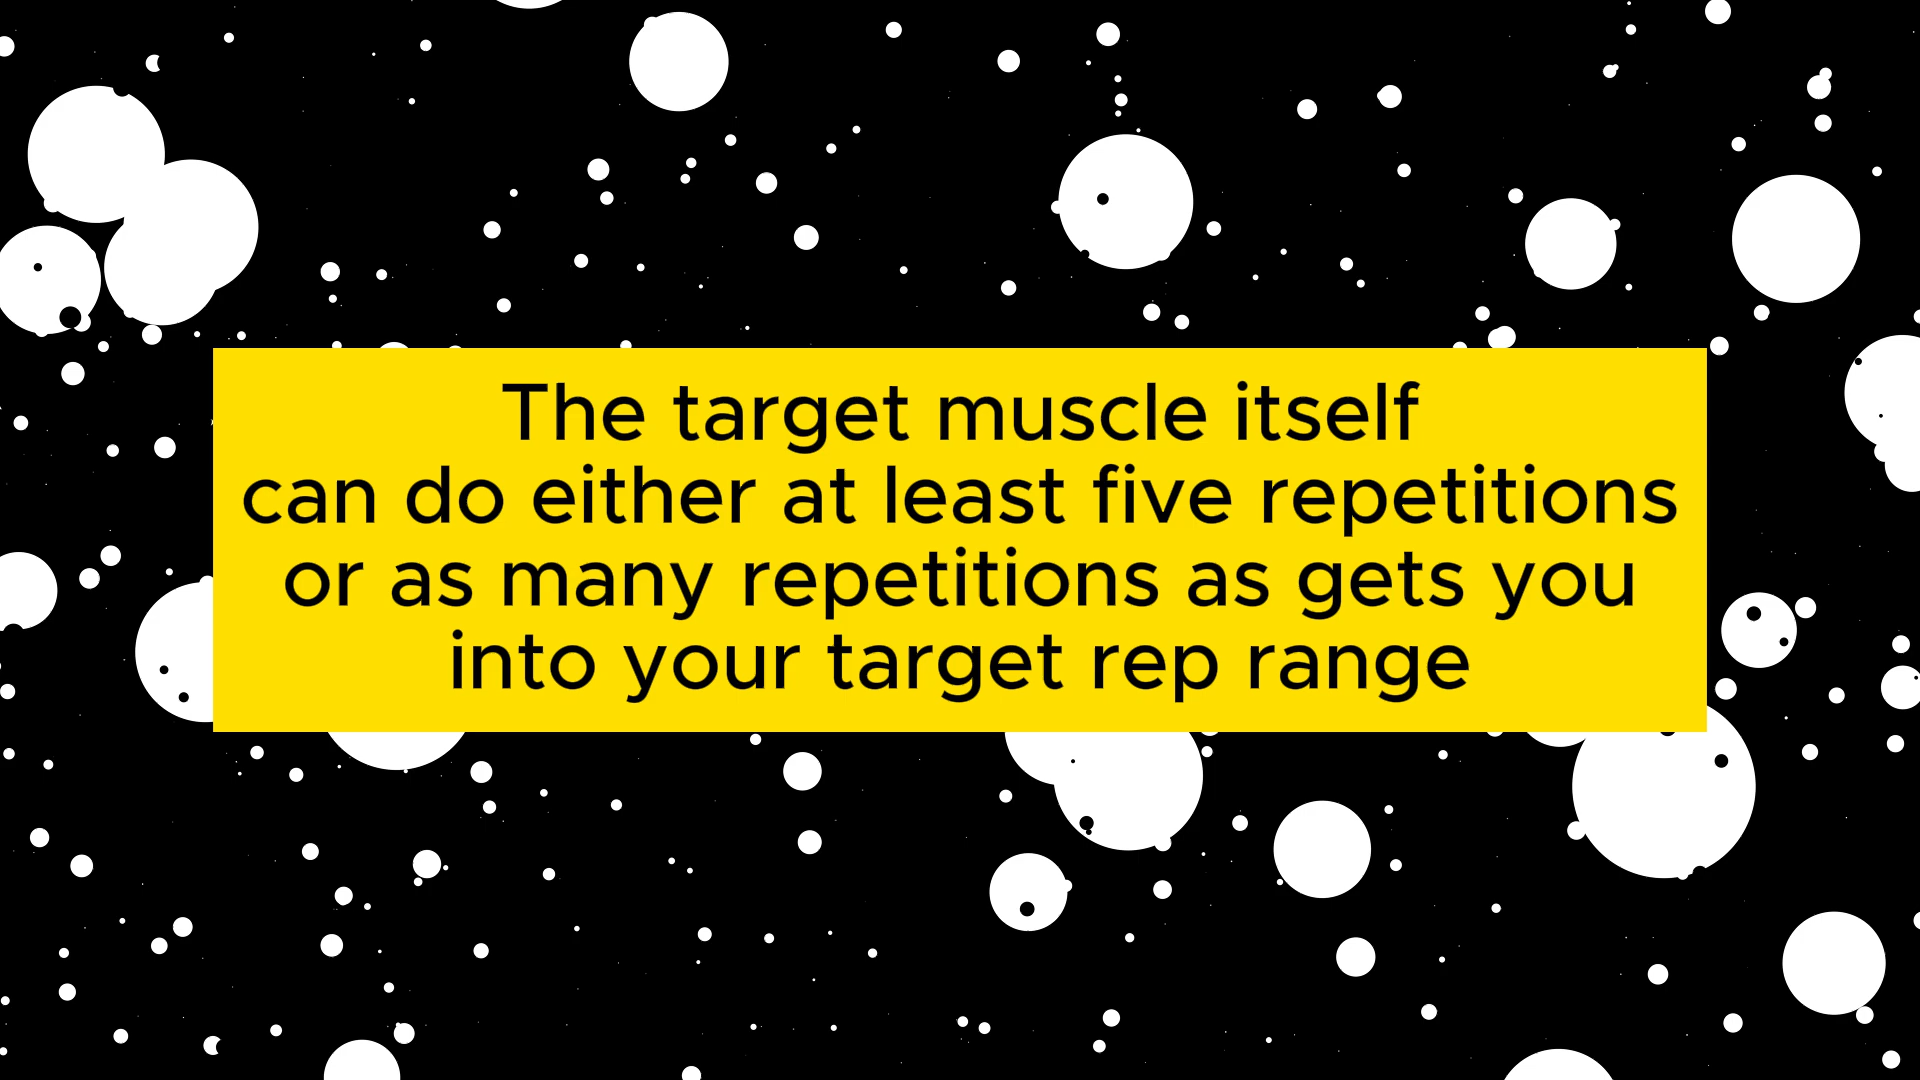 The target muscle itself
can do either at least five repetitions
or as many repetitions as gets you
into your target rep range